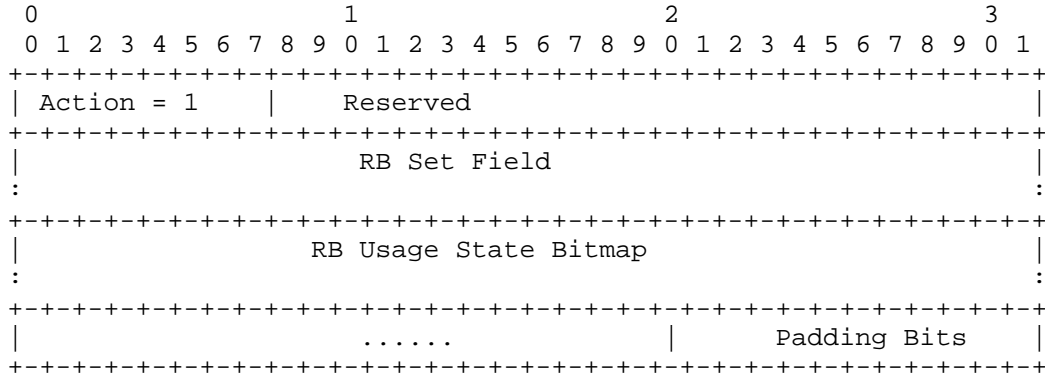 0                   1                   2                   3
 0 1 2 3 4 5 6 7 8 9 0 1 2 3 4 5 6 7 8 9 0 1 2 3 4 5 6 7 8 9 0 1
+-+-+-+-+-+-+-+-+-+-+-+-+-+-+-+-+-+-+-+-+-+-+-+-+-+-+-+-+-+-+-+-+
| Action = 1    |    Reserved                                   |
+-+-+-+-+-+-+-+-+-+-+-+-+-+-+-+-+-+-+-+-+-+-+-+-+-+-+-+-+-+-+-+-+
|                     RB Set Field                              |
:                                                               :
+-+-+-+-+-+-+-+-+-+-+-+-+-+-+-+-+-+-+-+-+-+-+-+-+-+-+-+-+-+-+-+-+
|                  RB Usage State Bitmap                        |
:                                                               :
+-+-+-+-+-+-+-+-+-+-+-+-+-+-+-+-+-+-+-+-+-+-+-+-+-+-+-+-+-+-+-+-+
|                     ......             |      Padding Bits    |
+-+-+-+-+-+-+-+-+-+-+-+-+-+-+-+-+-+-+-+-+-+-+-+-+-+-+-+-+-+-+-+-+